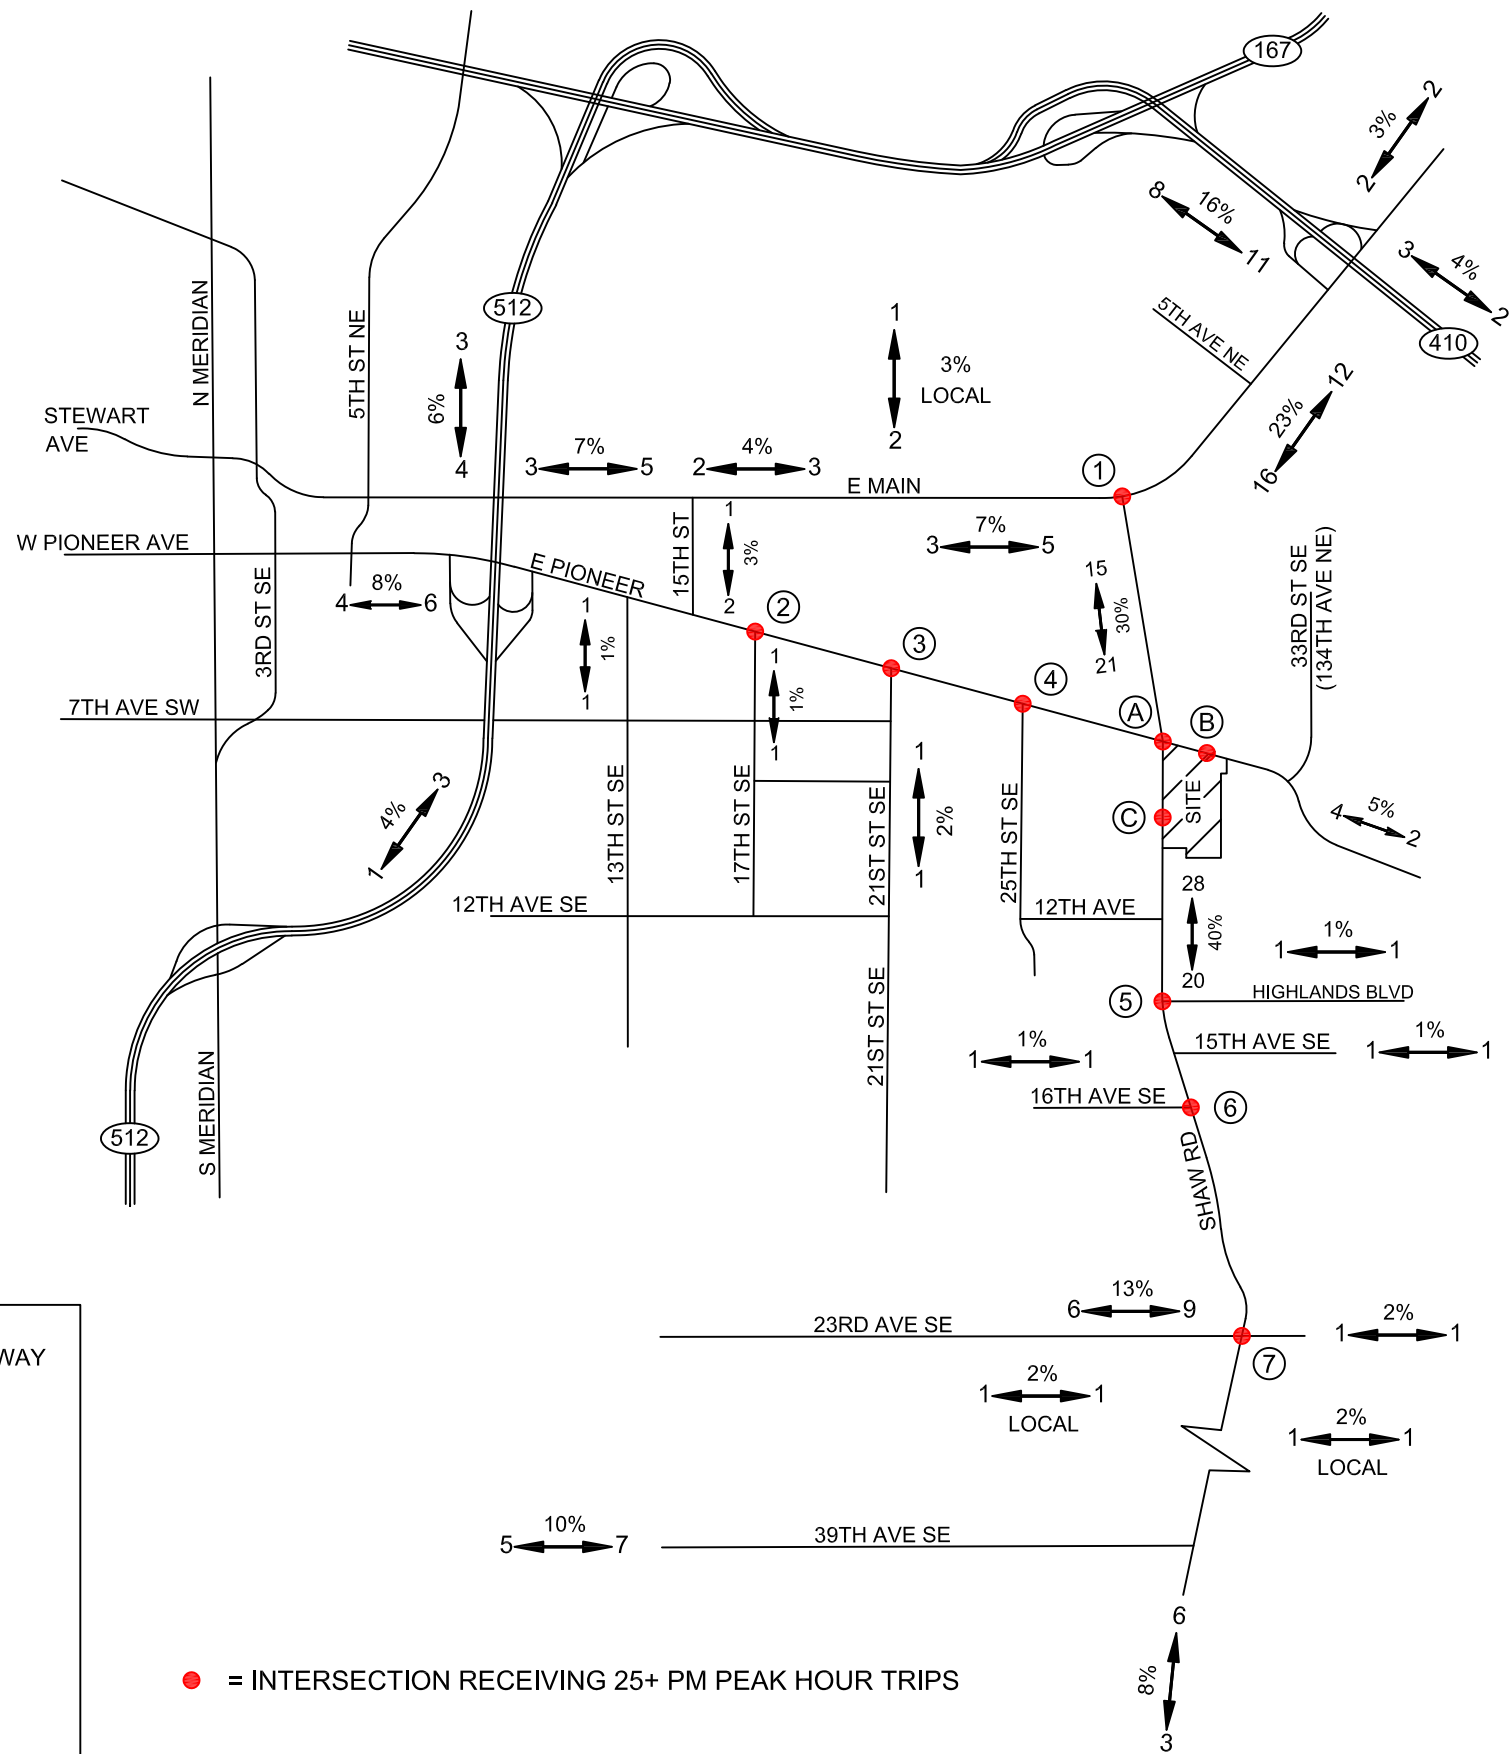 167
2
3%
2
8
16%
11
3
4%
2
410
N MERIDIAN
5TH ST NE
512
5TH AVE NE
1
3%
LOCAL
2
3
6%
4
12
23%
16
STEWART
AVE
7%
3
5
4%
2
3
E MAIN
1
W PIONEER AVE
E PIONEER
15TH ST
1
3%
2
7%
3
5
33RD ST SE
(134TH AVE NE)
3RD ST SE
8%
4
6
1
1%
1
2
15
30%
21
3
1
1%
1
4
7TH AVE SW
A
B
SITE
C
1
2%
1
3
4%
1
5%
4
2
13TH ST SE
17TH ST SE
21ST ST SE
25TH ST SE
12TH AVE SE
12TH AVE
28
40%
20
1%
1
1
HIGHLANDS BLVD
5
21ST ST SE
1%
1
1
15TH AVE SE
1%
1
1
16TH AVE SE
6
S MERIDIAN
512
SHAW RD
13%
6
9
23RD AVE SE
2%
1
1
7
WAY
2%
1
1
LOCAL
2%
1
1
LOCAL
10%
5
7
39TH AVE SE
6
8%
3
= INTERSECTION RECEIVING 25+ PM PEAK HOUR TRIPS